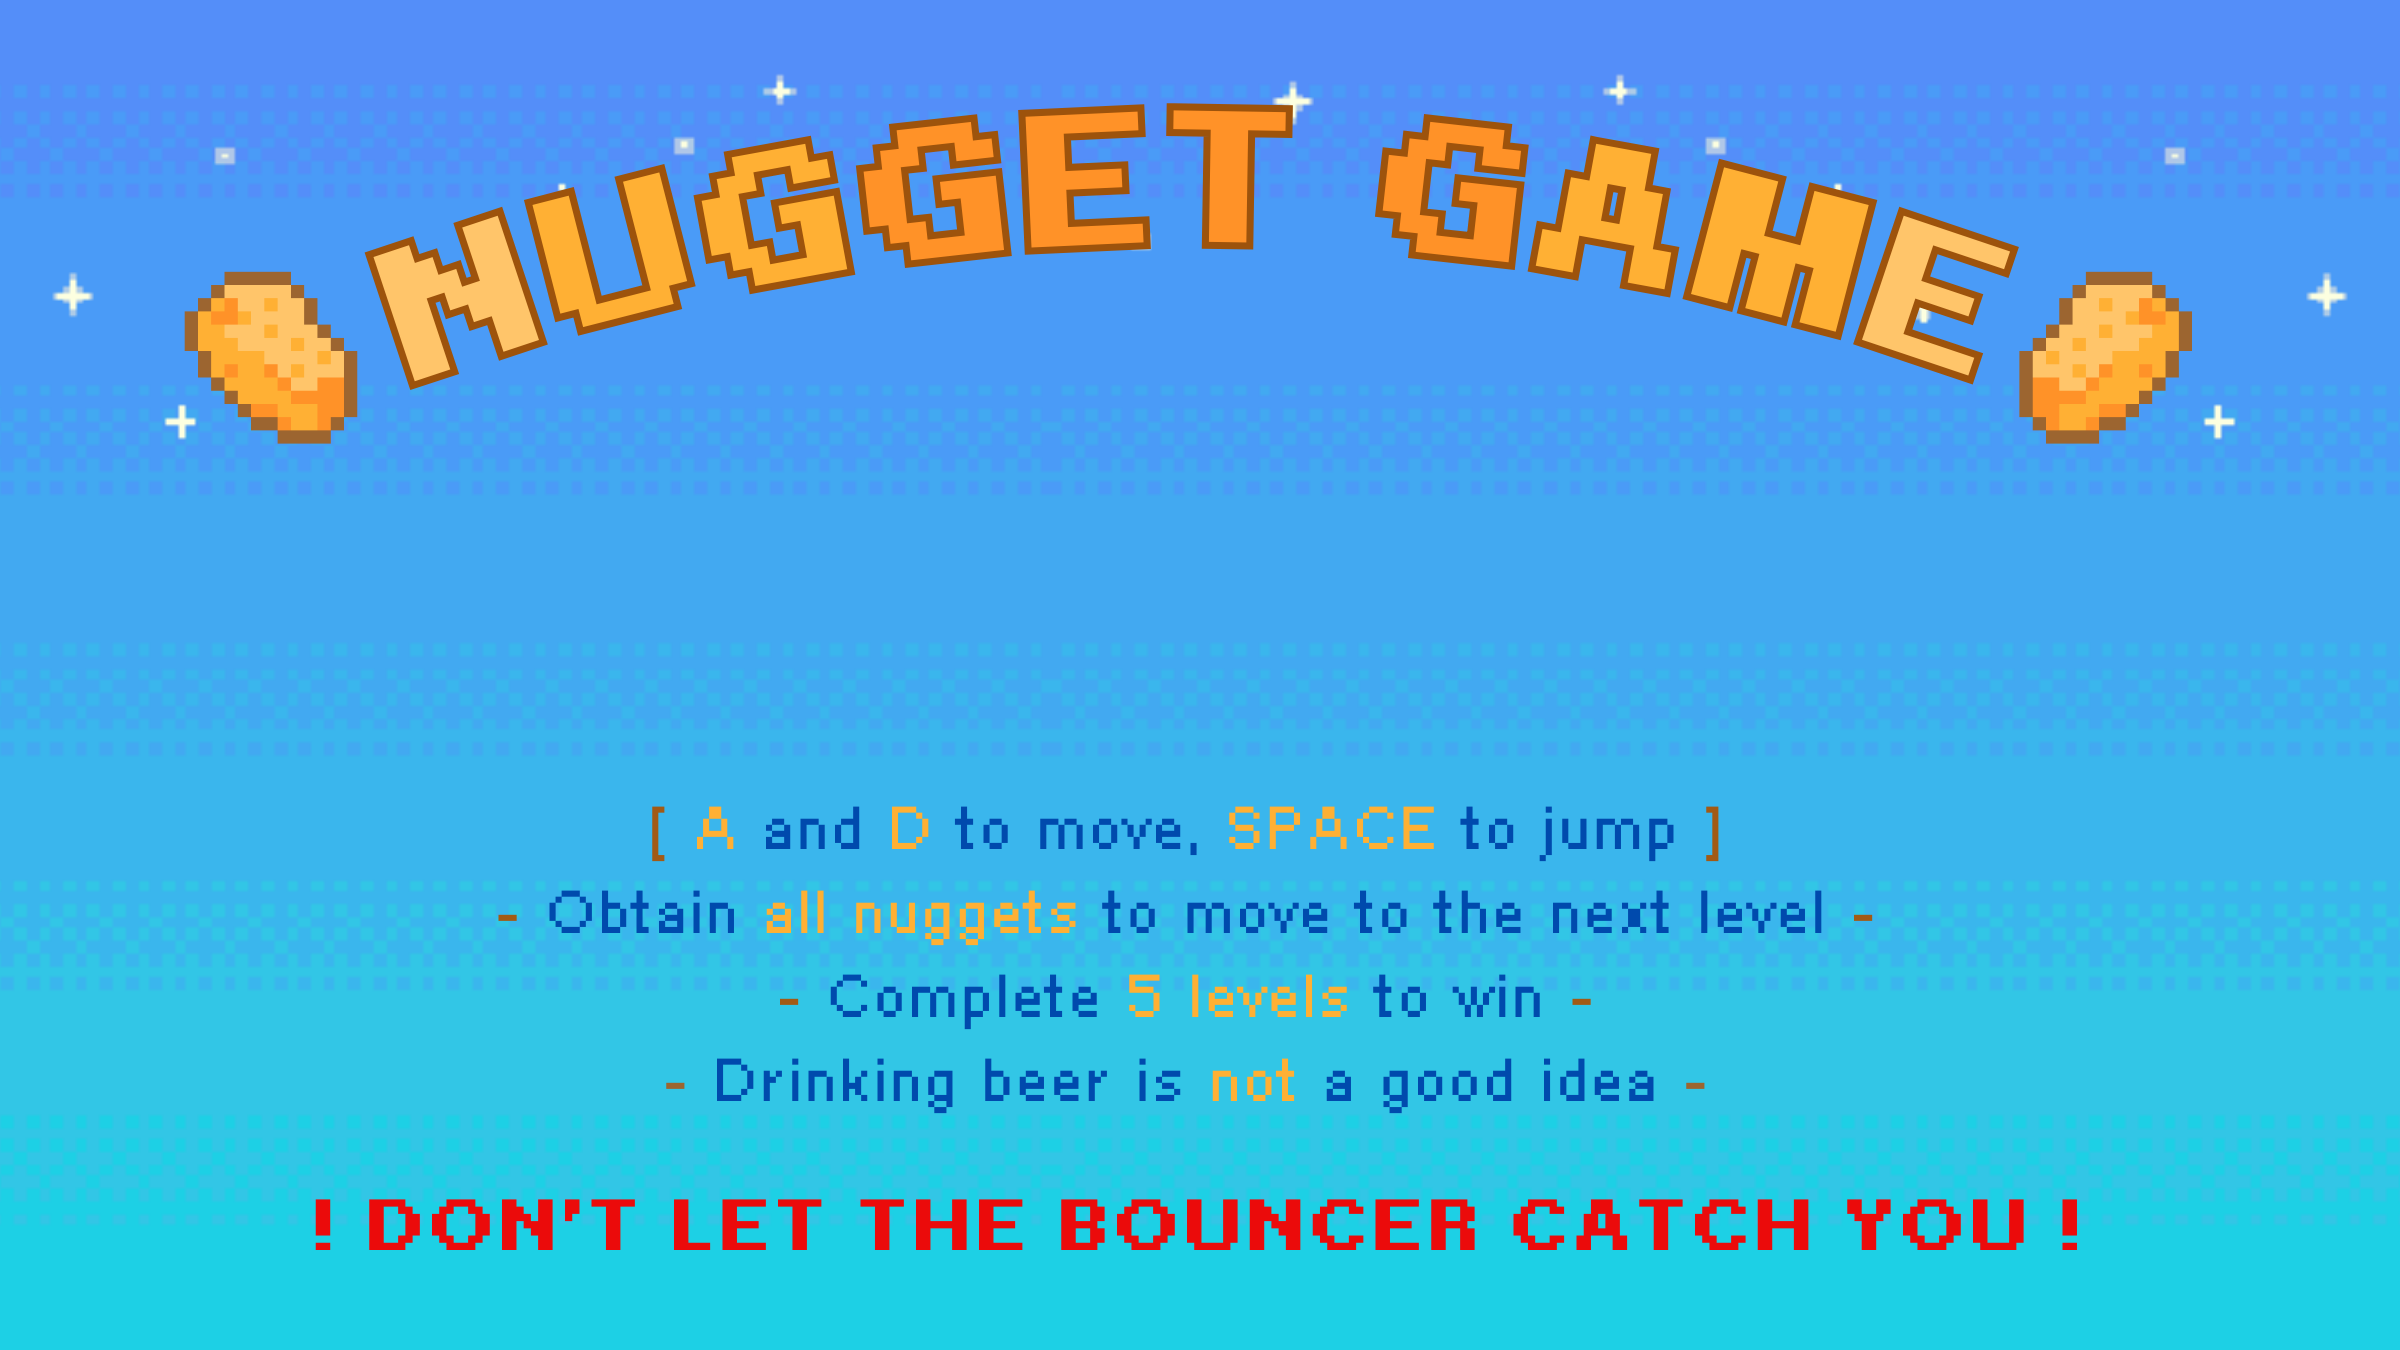 NUGGET GAME
[ A and D to move, SPACE to jump ]
- Obtain all nuggets to move to the next level -
- Complete 5 levels to win -
- Drinking beer is not a good idea -
! DON'T LET THE BOUNCER CATCH YOU !